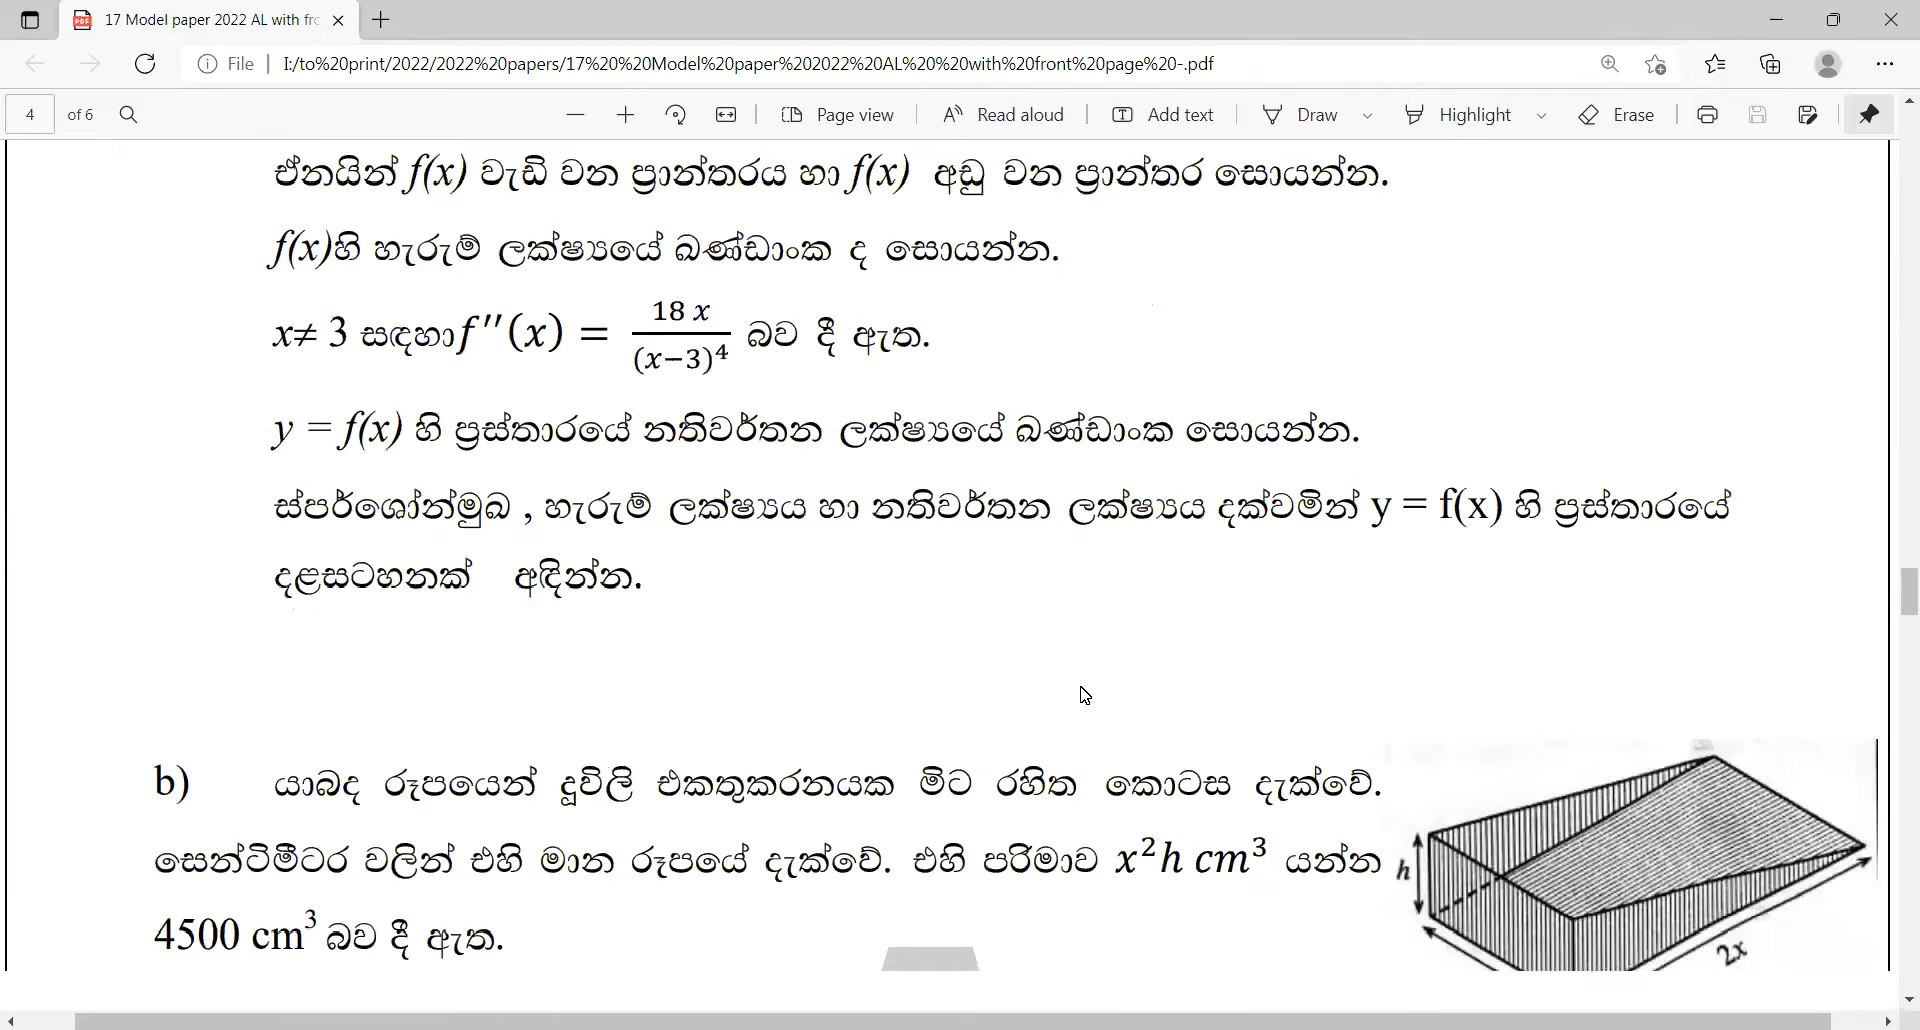 17 Model paper 2022 AL with fro
File I:/to%20print/2022/2022%20papers/17%20%20Model%20paper%202022%20AL%20%20with%20front%20page%20-.pdf
4 of 6 Page view Read aloud Add text Draw Highlight Erase
ඒනයින් f(x) වැඩි වන ප්‍රාන්තරය හා f(x) අඩු වන ප්‍රාන්තර සොයන්න.
f(x)හි හැරුම් ලක්ෂ්‍යයේ ඛණ්ඩාංක ද සොයන්න.
x≠ 3 සඳහා f′′(x) = 18 x / (x−3)⁴ බව දී ඇත.
y = f(x) හි ප්‍රස්තාරයේ නතිවර්තන ලක්ෂ්‍යයේ ඛණ්ඩාංක සොයන්න.
ස්පර්ශෝන්මුඛ , හැරුම් ලක්ෂ්‍යය හා නතිවර්තන ලක්ෂ්‍යය දක්වමින් y = f(x) හි ප්‍රස්තාරයේ
දළසටහනක් අඳින්න.
b) යාබද රූපයෙන් දූවිලි එකතුකරනයක මිට රහිත කොටස දැක්වේ.
සෙන්ටිමීටර වලින් එහි මාන රූපයේ දැක්වේ. එහි පරිමාව x²h cm³ යන්න
4500 cm³ බව දී ඇත.
h
2x